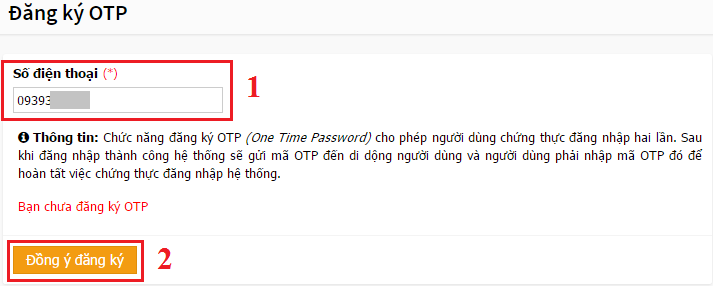 Đăng ký OTP
Số điện thoại (*)
1
09393
Thông tin: Chức năng đăng ký OTP (One Time Password) cho phép người dùng chứng thực đăng nhập hai lần. Sau
khi đăng nhập thành công hệ thống sẽ gửi mã OTP đến di dộng người dùng và người dùng phải nhập mã OTP đó để
hoàn tất việc chứng thực đăng nhập hệ thống.
Bạn chưa đăng ký OTP
Đồng ý đăng ký
2